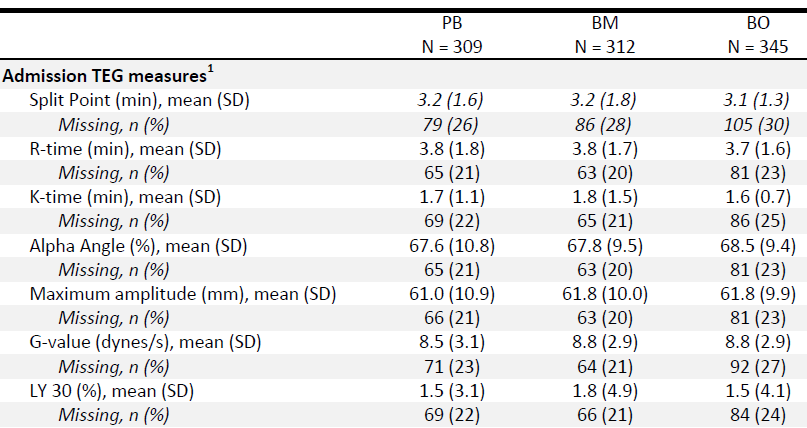 PB BM BO
N = 309 N = 312 N = 345
Admission TEG measures1
Split Point (min), mean (SD) 3.2 (1.6) 3.2 (1.8) 3.1 (1.3)
Missing, n (%) 79 (26) 86 (28) 105 (30)
R-time (min), mean (SD) 3.8 (1.8) 3.8 (1.7) 3.7 (1.6)
Missing, n (%) 65 (21) 63 (20) 81 (23)
K-time (min), mean (SD) 1.7 (1.1) 1.8 (1.5) 1.6 (0.7)
Missing, n (%) 69 (22) 65 (21) 86 (25)
Alpha Angle (%), mean (SD) 67.6 (10.8) 67.8 (9.5) 68.5 (9.4)
Missing, n (%) 65 (21) 63 (20) 81 (23)
Maximum amplitude (mm), mean (SD) 61.0 (10.9) 61.8 (10.0) 61.8 (9.9)
Missing, n (%) 66 (21) 63 (20) 81 (23)
G-value (dynes/s), mean (SD) 8.5 (3.1) 8.8 (2.9) 8.8 (2.9)
Missing, n (%) 71 (23) 64 (21) 92 (27)
LY 30 (%), mean (SD) 1.5 (3.1) 1.8 (4.9) 1.5 (4.1)
Missing, n (%) 69 (22) 66 (21) 84 (24)